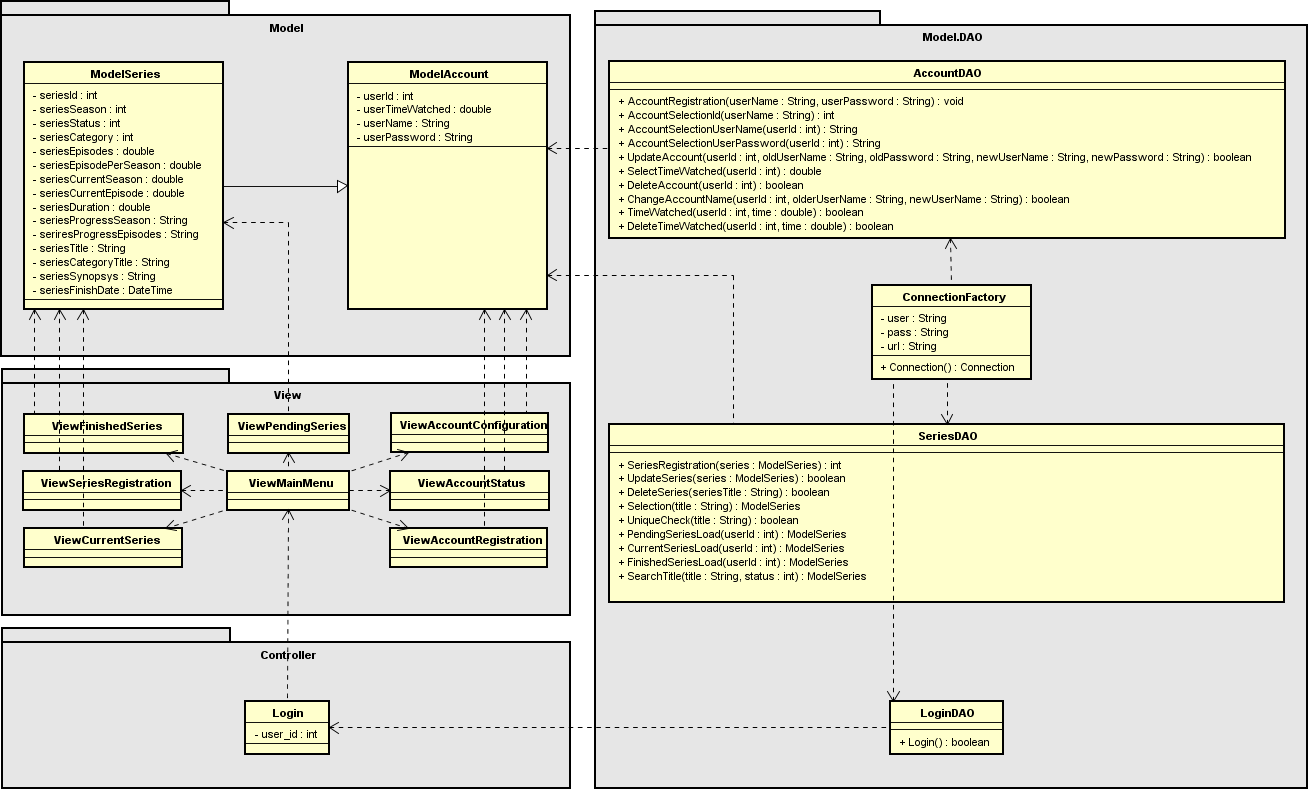 Model
ModelSeries
- seriesId : int
- seriesSeason : int
- seriesStatus : int
- seriesCategory : int
- seriesEpisodes : double
- seriesEpisodePerSeason : double
- seriesCurrentSeason : double
- seriesCurrentEpisode : double
- seriesDuration : double
- seriesProgressSeason : String
- seriresProgressEpisodes : String
- seriesTitle : String
- seriesCategoryTitle : String
- seriesSynopsys : String
- seriesFinishDate : DateTime
ModelAccount
- userId : int
- userTimeWatched : double
- userName : String
- userPassword : String
View
ViewFinishedSeries
ViewPendingSeries
ViewAccountConfiguration
ViewSeriesRegistration
ViewMainMenu
ViewAccountStatus
ViewCurrentSeries
ViewAccountRegistration
Controller
Login
- user_id : int
Model.DAO
AccountDAO
+ AccountRegistration(userName : String, userPassword : String) : void
+ AccountSelectionId(userName : String) : int
+ AccountSelectionUserName(userId : int) : String
+ AccountSelectionUserPassword(userId : int) : String
+ UpdateAccount(userId : int, oldUserName : String, oldPassword : String, newUserName : String, newPassword : String) : boolean
+ SelectTimeWatched(userId : int) : double
+ DeleteAccount(userId : int) : boolean
+ ChangeAccountName(userId : int, olderUserName : String, newUserName : String) : boolean
+ TimeWatched(userId : int, time : double) : boolean
+ DeleteTimeWatched(userId : int, time : double) : boolean
ConnectionFactory
- user : String
- pass : String
- url : String
+ Connection() : Connection
SeriesDAO
+ SeriesRegistration(series : ModelSeries) : int
+ UpdateSeries(series : ModelSeries) : boolean
+ DeleteSeries(seriesTitle : String) : boolean
+ Selection(title : String) : ModelSeries
+ UniqueCheck(title : String) : boolean
+ PendingSeriesLoad(userId : int) : ModelSeries
+ CurrentSeriesLoad(userId : int) : ModelSeries
+ FinishedSeriesLoad(userId : int) : ModelSeries
+ SearchTitle(title : String, status : int) : ModelSeries
LoginDAO
+ Login() : boolean